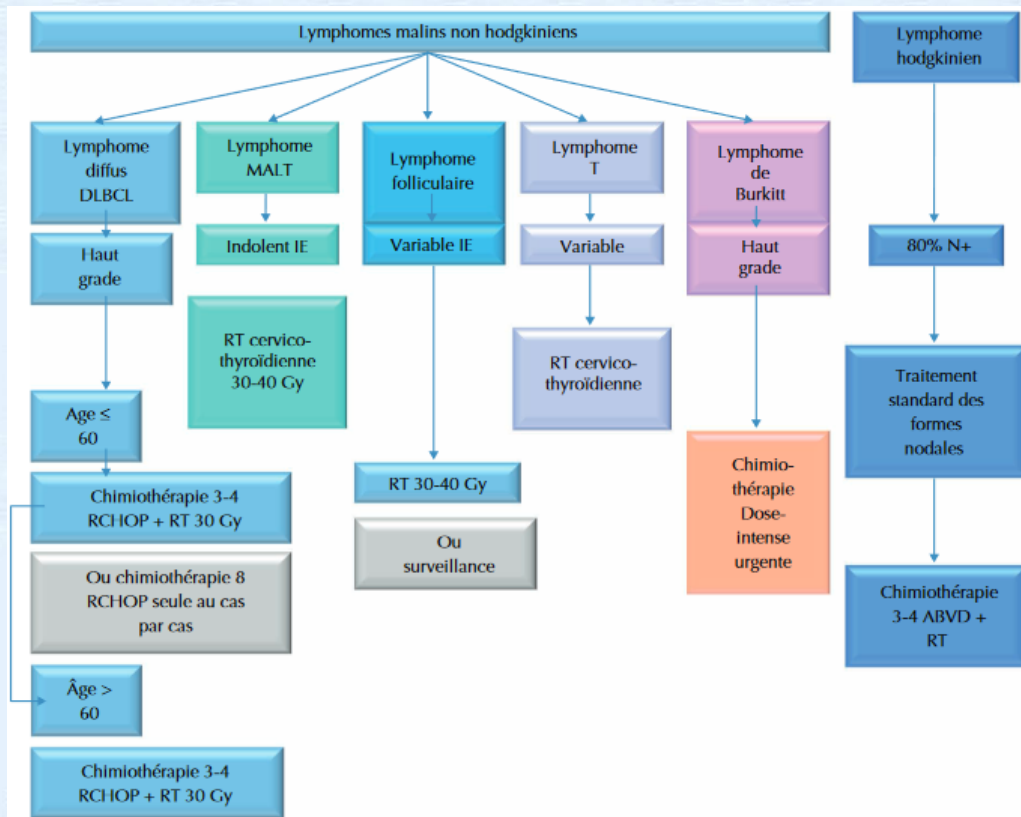 Lymphomes malins non hodgkiniens
Lymphome
hodgkinien
Lymphome
diffus
DLBCL
Lymphome
MALT
Lymphome
folliculaire
Lymphome
T
Lymphome
de
Burkitt
Haut
grade
Indolent IE
Variable IE
Variable
Haut
grade
80% N+
RT cervico-
thyroïdienne
30-40 Gy
RT cervico-
thyroïdienne
Traitement
standard des
formes
nodales
Age ≤
60
Chimiothérapie 3-4
RCHOP + RT 30 Gy
RT 30-40 Gy
Chimio-
thérapie
Dose-
intense
urgente
Ou
surveillance
Ou chimiothérapie 8
RCHOP seule au cas
par cas
Chimiothérapie
3-4 ABVD +
RT
Âge >
60
Chimiothérapie 3-4
RCHOP + RT 30 Gy